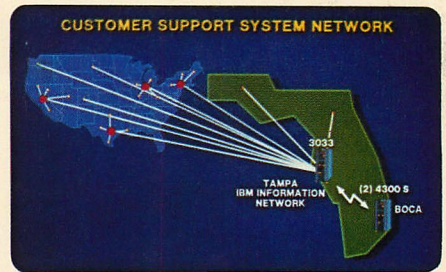 CUSTOMER SUPPORT SYSTEM NETWORK
3033
TAMPA
IBM INFORMATION
NETWORK
(2) 4300 S
BOCA